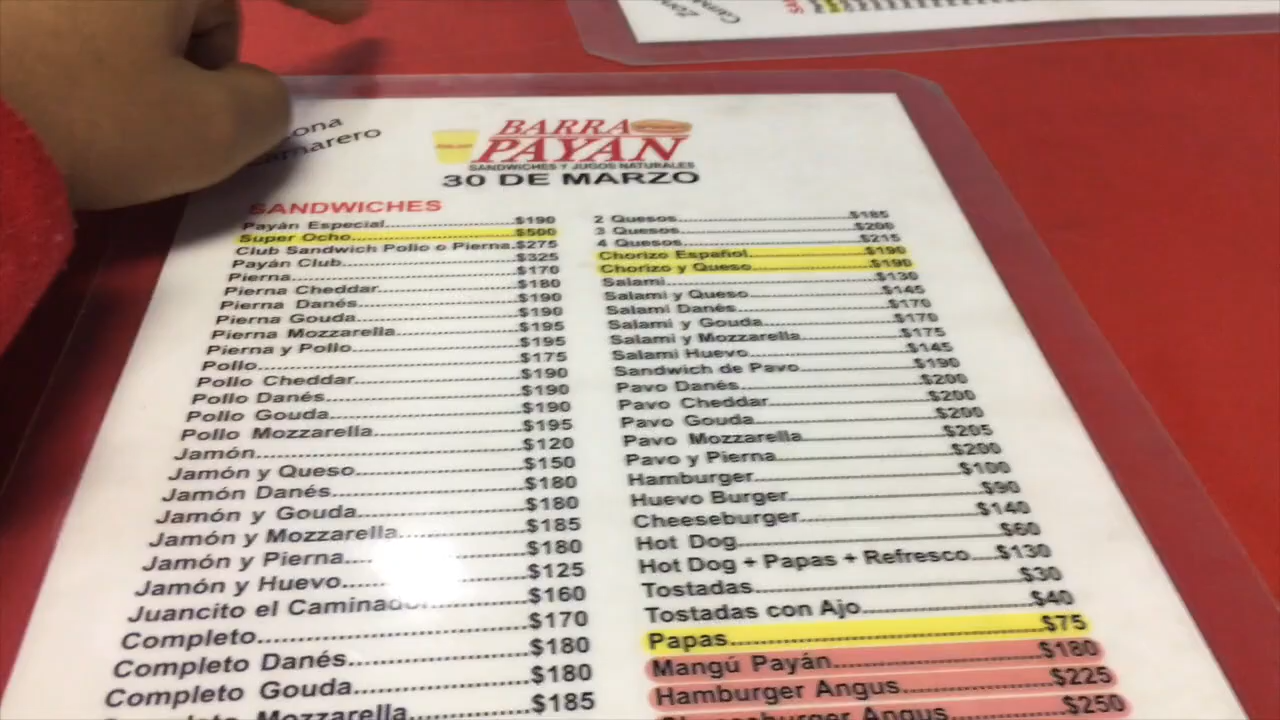 Camarero
BARRA
PAYAN
SANDWICHES Y JUGOS NATURALES
30 DE MARZO
SANDWICHES
Payán Especial $190
Super Ocho $500
Club Sandwich Pollo o Pierna $275
Payán Club $325
Pierna $170
Pierna Cheddar $180
Pierna Danés $190
Pierna Gouda $190
Pierna Mozzarella $195
Pierna y Pollo $195
Pollo $175
Pollo Cheddar $190
Pollo Danés $190
Pollo Gouda $190
Pollo Mozzarella $195
Jamón $120
Jamón y Queso $150
Jamón Danés $180
Jamón y Gouda $180
Jamón y Mozzarella $185
Jamón y Pierna $180
Jamón y Huevo $125
Juancito el Caminador $160
Completo $170
Completo Danés $180
Completo Gouda $180
Completo Mozzarella $185
2 Quesos $185
3 Quesos $200
4 Quesos $215
Chorizo Español $190
Chorizo y Queso $190
Salami $130
Salami y Queso $145
Salami Danés $170
Salami y Gouda $170
Salami y Mozzarella $175
Salami Huevo $145
Sandwich de Pavo $190
Pavo Danés $200
Pavo Cheddar $200
Pavo Gouda $200
Pavo Mozzarella $205
Pavo y Pierna $200
Hamburger $100
Huevo Burger $90
Cheeseburger $140
Hot Dog $60
Hot Dog + Papas + Refresco $130
Tostadas $30
Tostadas con Ajo $40
Papas $75
Mangú Payán $180
Hamburger Angus $225
Cheeseburger Angus $250